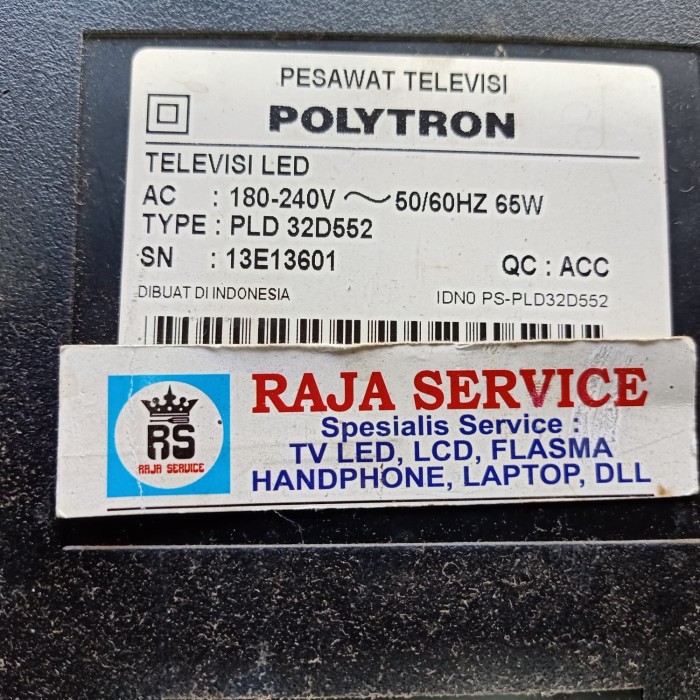 PESAWAT TELEVISI
POLYTRON
TELEVISI LED
AC : 180-240V ~ 50/60HZ 65W
TYPE : PLD 32D552
SN : 13E13601
QC : ACC
DIBUAT DI INDONESIA
IDN0 PS-PLD32D552
RAJA SERVICE
Spesialis Service :
TV LED, LCD, FLASMA
HANDPHONE, LAPTOP, DLL
RS
RAJA SERVICE